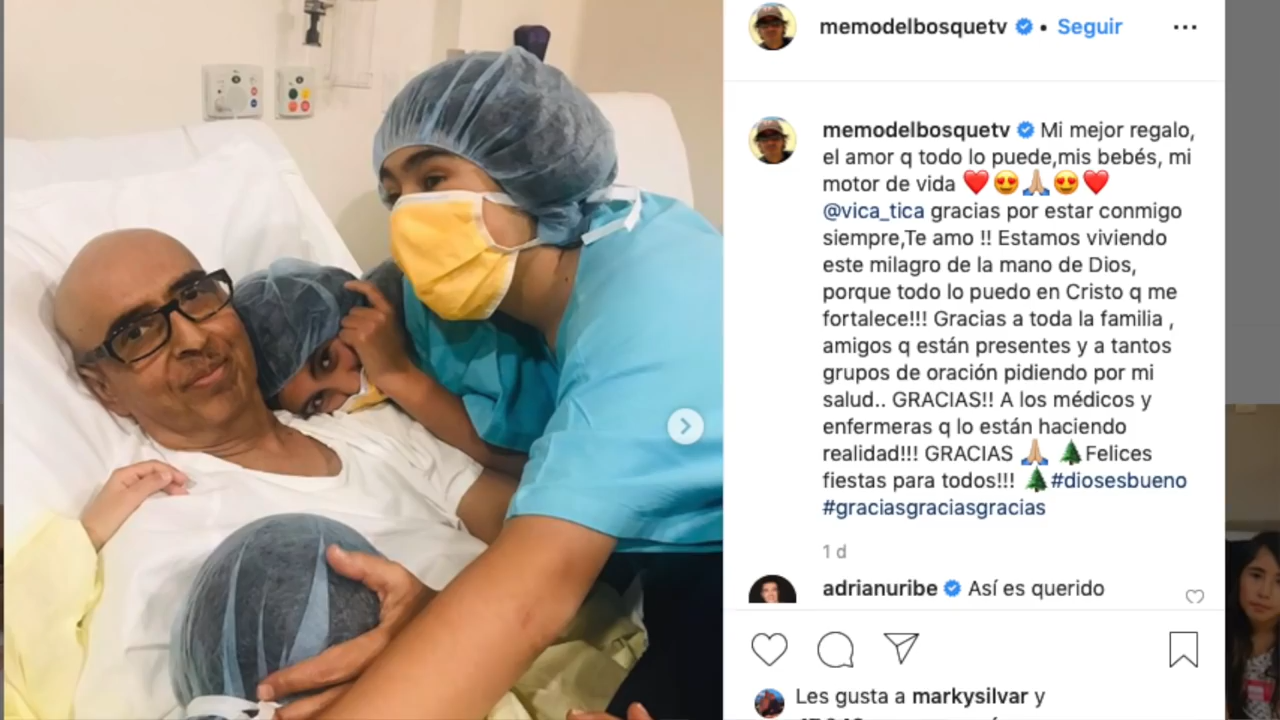 memodelbosquetv • Seguir
memodelbosquetv Mi mejor regalo,
el amor q todo lo puede,mis bebés, mi
motor de vida ❤️😍🙏🏼😍❤️
@vica_tica gracias por estar conmigo
siempre,Te amo !! Estamos viviendo
este milagro de la mano de Dios,
porque todo lo puedo en Cristo q me
fortalece!!! Gracias a toda la familia ,
amigos q están presentes y a tantos
grupos de oración pidiendo por mi
salud.. GRACIAS!! A los médicos y
enfermeras q lo están haciendo
realidad!!! GRACIAS 🙏🏼 🌲Felices
fiestas para todos!!! 🌲#diosesbueno
#graciasgraciasgracias
1 d
adrianuribe Así es querido
Les gusta a markysilvar y